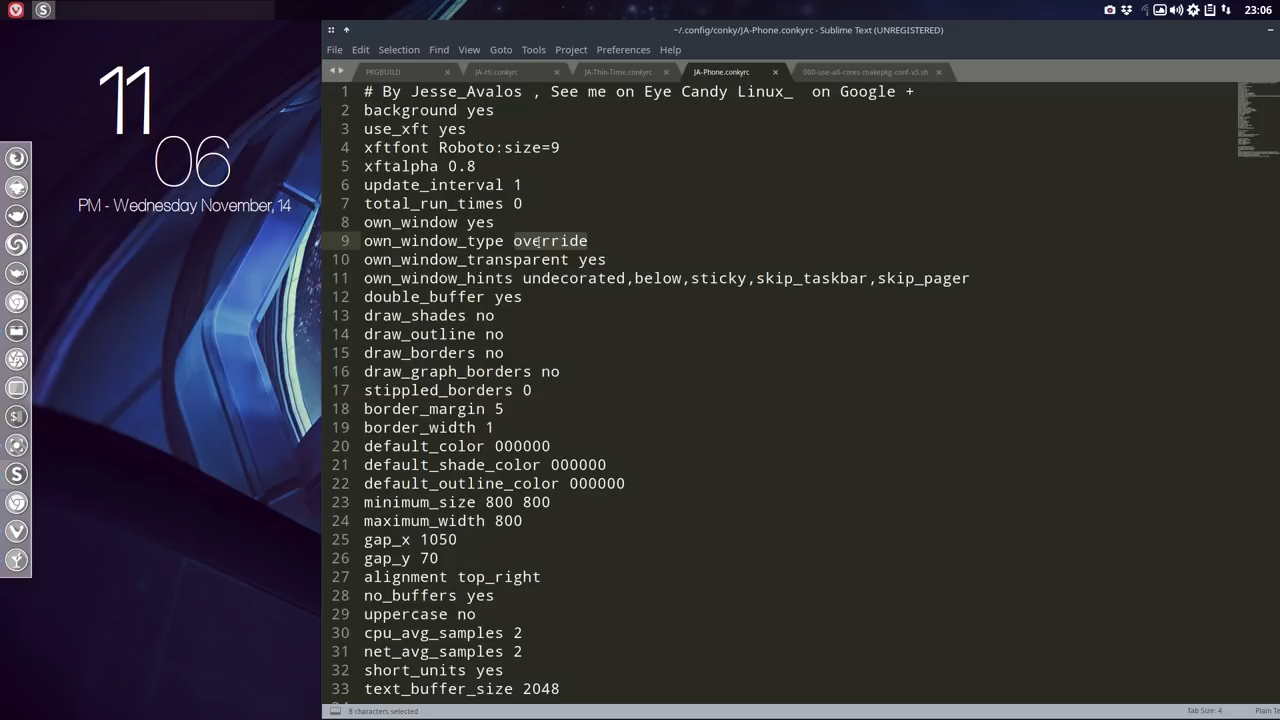 23:06
~/.config/conky/JA-Phone.conkyrc - Sublime Text (UNREGISTERED)
File Edit Selection Find View Goto Tools Project Preferences Help
PKGBUILD JA-Hi.conkyrc JA-Thin-Time.conkyrc JA-Phone.conkyrc 000-use-all-cores-makepkg-conf-v3.sh
11
06
PM - Wednesday November, 14
1 # By Jesse_Avalos , See me on Eye Candy Linux_  on Google +
2 background yes
3 use_xft yes
4 xftfont Roboto:size=9
5 xftalpha 0.8
6 update_interval 1
7 total_run_times 0
8 own_window yes
9 own_window_type override
10 own_window_transparent yes
11 own_window_hints undecorated,below,sticky,skip_taskbar,skip_pager
12 double_buffer yes
13 draw_shades no
14 draw_outline no
15 draw_borders no
16 draw_graph_borders no
17 stippled_borders 0
18 border_margin 5
19 border_width 1
20 default_color 000000
21 default_shade_color 000000
22 default_outline_color 000000
23 minimum_size 800 800
24 maximum_width 800
25 gap_x 1050
26 gap_y 70
27 alignment top_right
28 no_buffers yes
29 uppercase no
30 cpu_avg_samples 2
31 net_avg_samples 2
32 short_units yes
33 text_buffer_size 2048
8 characters selected
Tab Size: 4
Plain Te